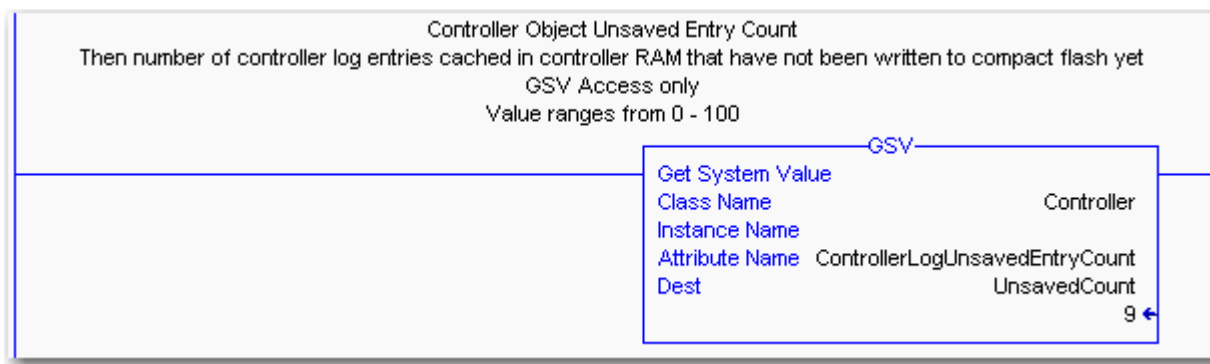 Controller Object Unsaved Entry Count
Then number of controller log entries cached in controller RAM that have not been written to compact flash yet
GSV Access only
Value ranges from 0 - 100
GSV
Get System Value
Class Name Controller
Instance Name
Attribute Name ControllerLogUnsavedEntryCount
Dest UnsavedCount
9